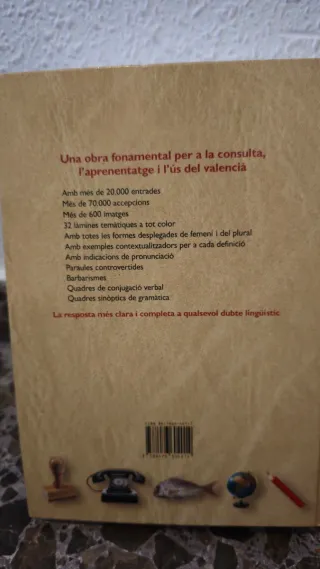 Una obra fonamental per a la consulta,
l'aprenentatge i l'ús del valencià
Amb més de 20.000 entrades
Més de 70.000 accepcions
Més de 600 imatges
32 làmines temàtiques a tot color
Amb totes les formes desplegades de femení i del plural
Amb exemples contextualitzadors per a cada definició
Amb indicacions de pronunciació
Paraules controvertides
Barbarismes
Quadres de conjugació verbal
Quadres sinòptics de gramàtica
La resposta més clara i completa a qualsevol dubte lingüístic